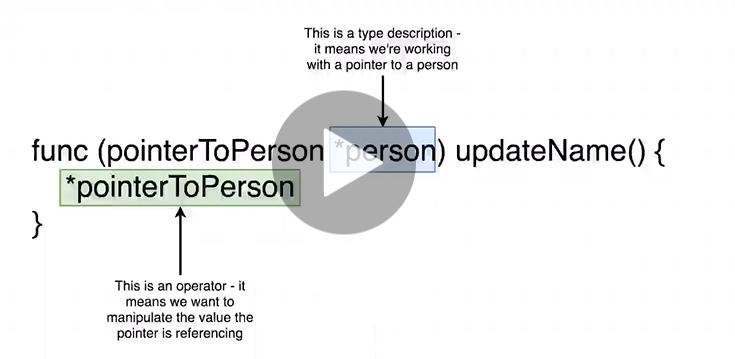 This is a type description -
it means we're working
with a pointer to a person
func (pointerToPerson *person) updateName() {
*pointerToPerson
}
This is an operator - it
means we want to
manipulate the value the
pointer is referencing